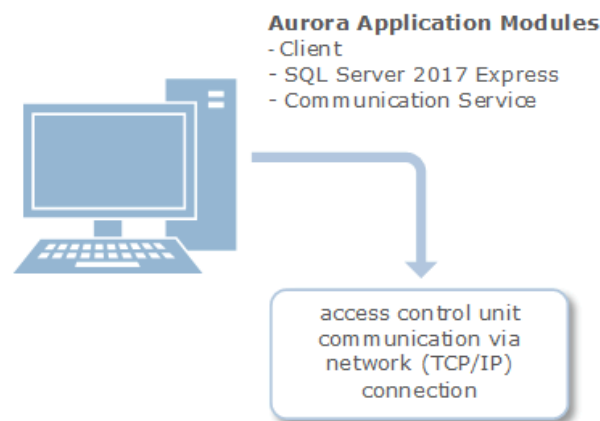 Aurora Application Modules
- Client
- SQL Server 2017 Express
- Communication Service
access control unit
communication via
network (TCP/IP)
connection